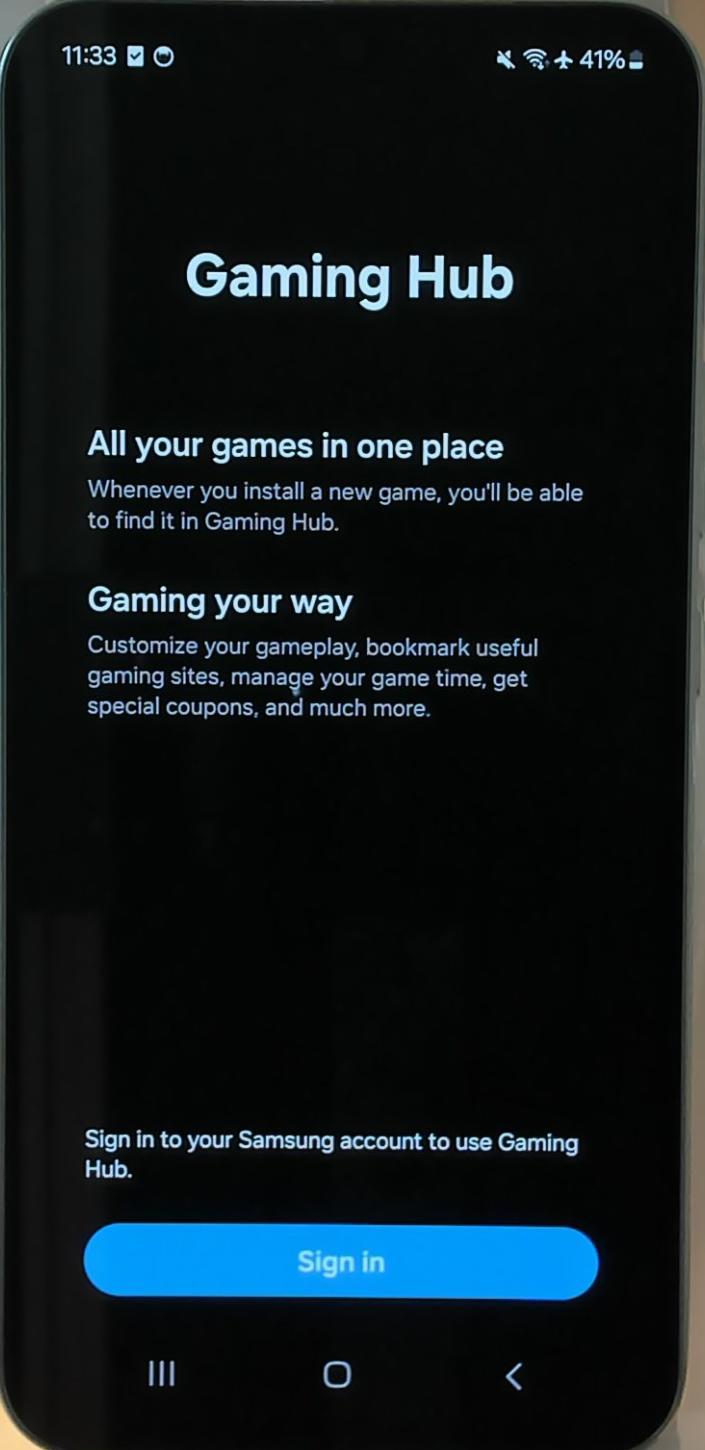 11:33 41%
Gaming Hub
All your games in one place
Whenever you install a new game, you'll be able
to find it in Gaming Hub.
Gaming your way
Customize your gameplay, bookmark useful
gaming sites, manage your game time, get
special coupons, and much more.
Sign in to your Samsung account to use Gaming
Hub.
Sign in